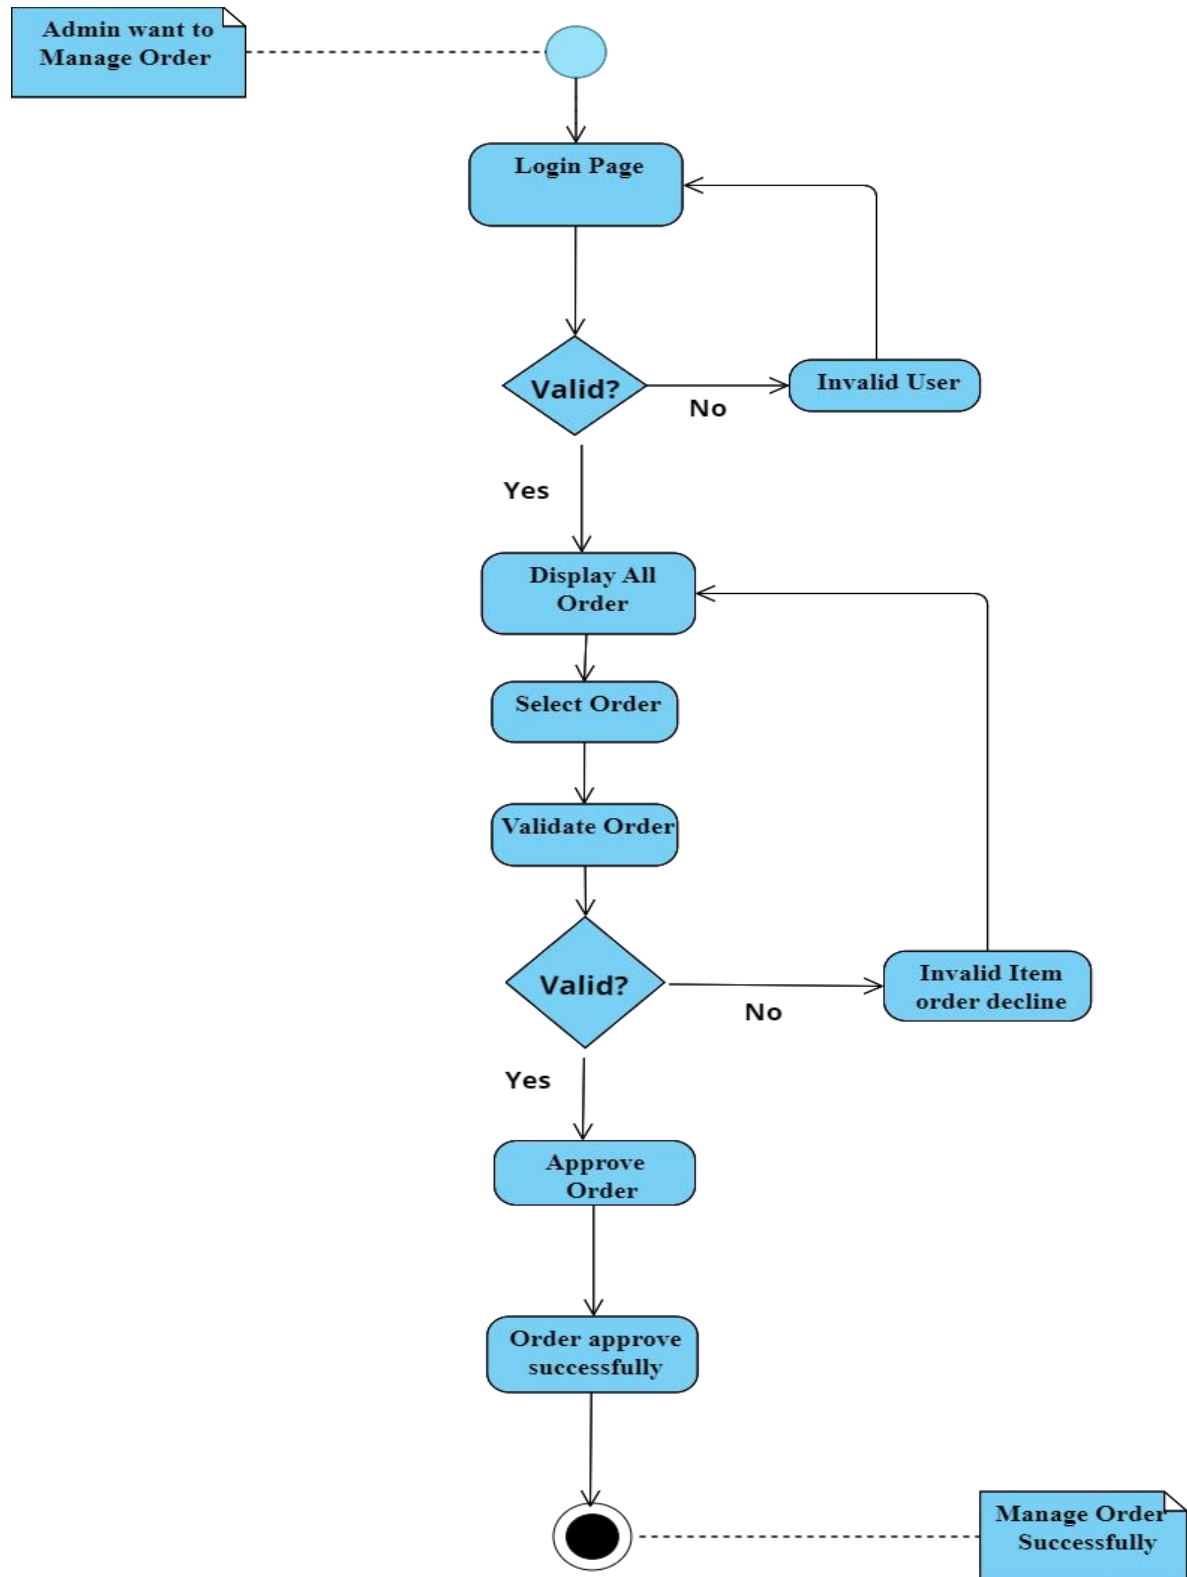 Admin want to
Manage Order
Login Page
Valid?
No
Invalid User
Yes
Display All
Order
Select Order
Validate Order
Valid?
No
Invalid Item
order decline
Yes
Approve
Order
Order approve
successfully
Manage Order
Successfully